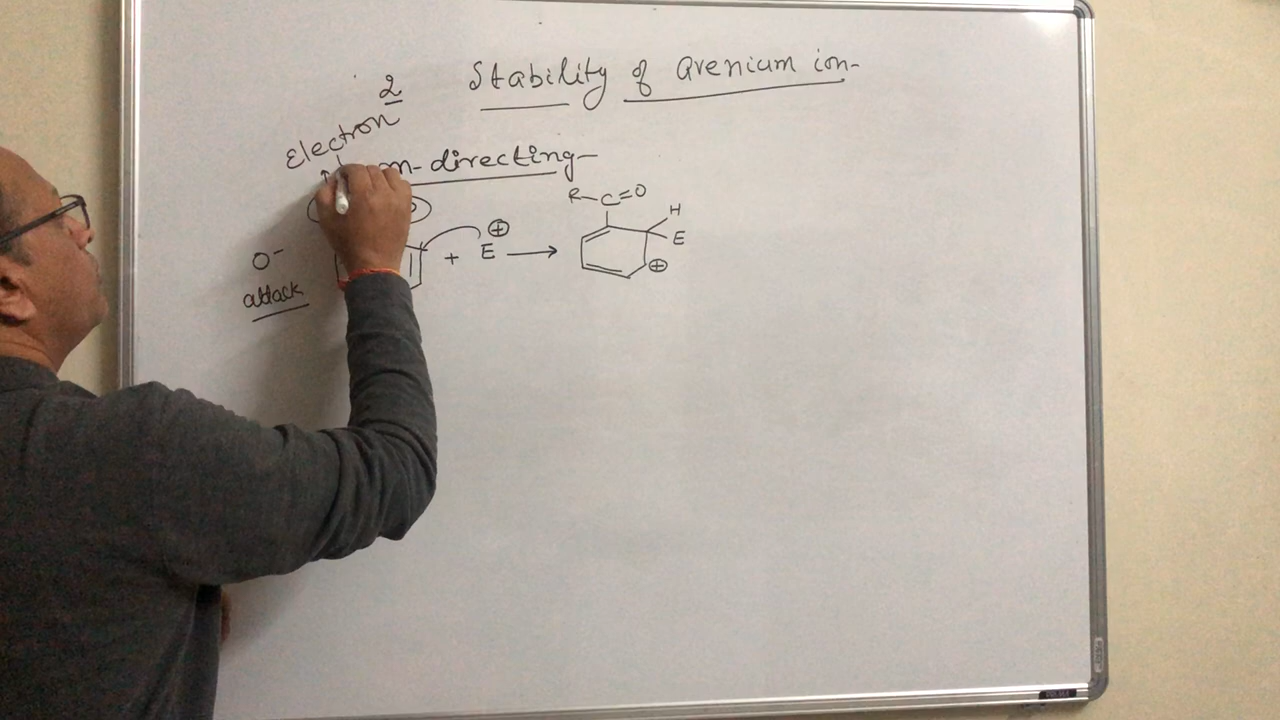 2
Stability of arenium ion-
Electron
m-directing-
R-C=O
H
E
⊕
+ E ⊕ →
O-
attack